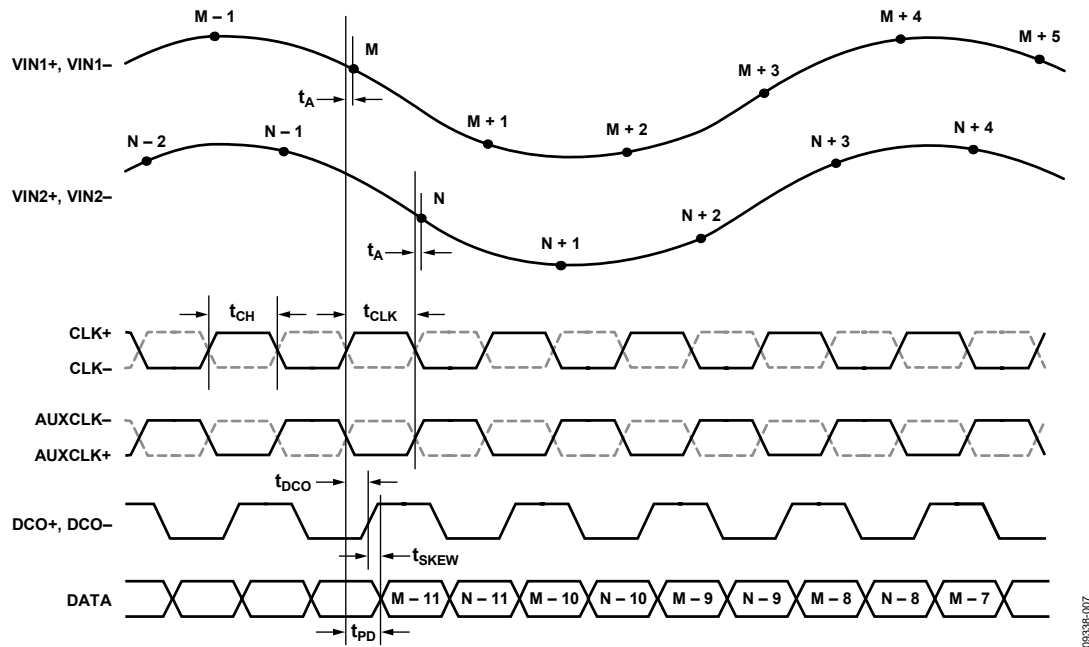 M – 1
M + 4
M
M + 5
VIN1+, VIN1–
M + 3
tA
M + 1
M + 2
N – 2
N – 1
N + 4
N + 3
VIN2+, VIN2–
N
N + 2
tA
N + 1
tCH
tCLK
CLK+
CLK–
AUXCLK–
AUXCLK+
tDCO
DCO+, DCO–
tSKEW
DATA
M – 11
N – 11
M – 10
N – 10
M – 9
N – 9
M – 8
N – 8
M – 7
tPD
09338-007